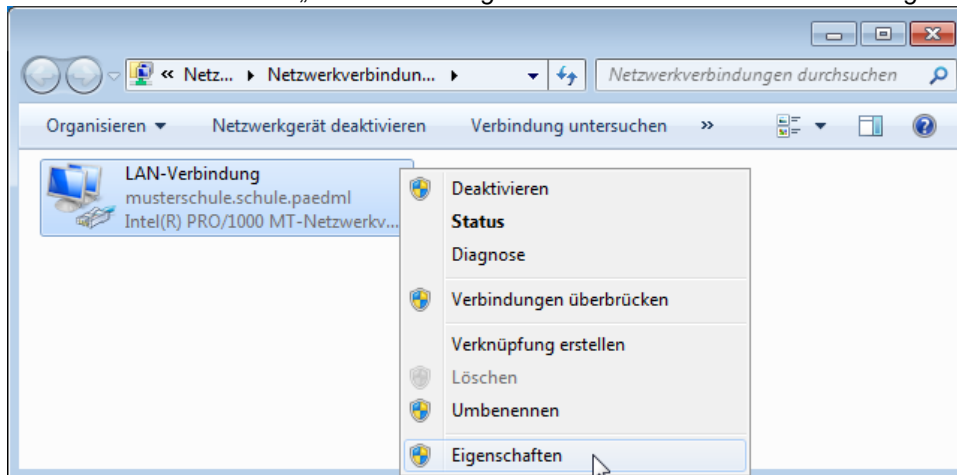 « Netz... ▸ Netzwerkverbindun... ▸
Netzwerkverbindungen durchsuchen
Organisieren ▾ Netzwerkgerät deaktivieren Verbindung untersuchen »
LAN-Verbindung
musterschule.schule.paedml
Intel(R) PRO/1000 MT-Netzwerkv...
Deaktivieren
Status
Diagnose
Verbindungen überbrücken
Verknüpfung erstellen
Löschen
Umbenennen
Eigenschaften